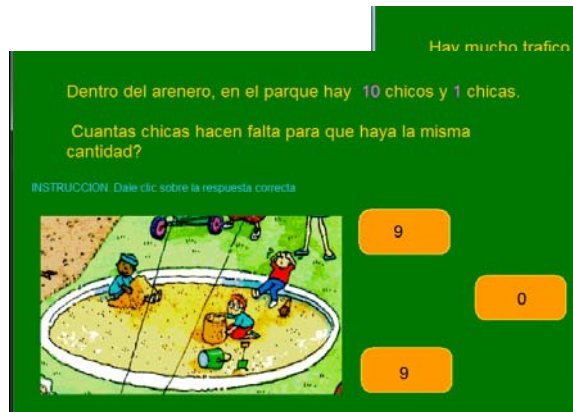 Hay mucho trafico
Dentro del arenero, en el parque hay 10 chicos y 1 chicas.
Cuantas chicas hacen falta para que haya la misma
cantidad?
INSTRUCCION. Dale clic sobre la respuesta correcta
9
0
9